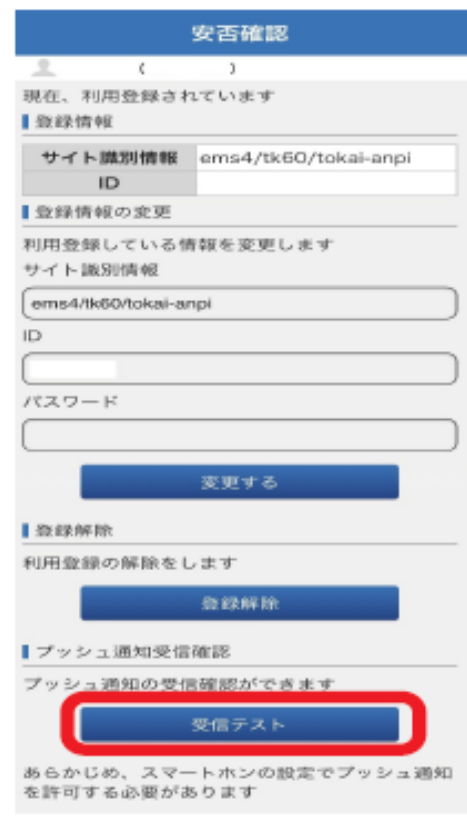 安否確認
(            )
現在、利用登録されています
登録情報
サイト識別情報 ems4/tk60/tokai-anpi
ID
登録情報の変更
利用登録している情報を変更します
サイト識別情報
ems4/tk60/tokai-anpi
ID
パスワード
変更する
登録解除
利用登録の解除をします
登録解除
プッシュ通知受信確認
プッシュ通知の受信確認ができます
受信テスト
あらかじめ、スマートホンの設定でプッシュ通知
を許可する必要があります